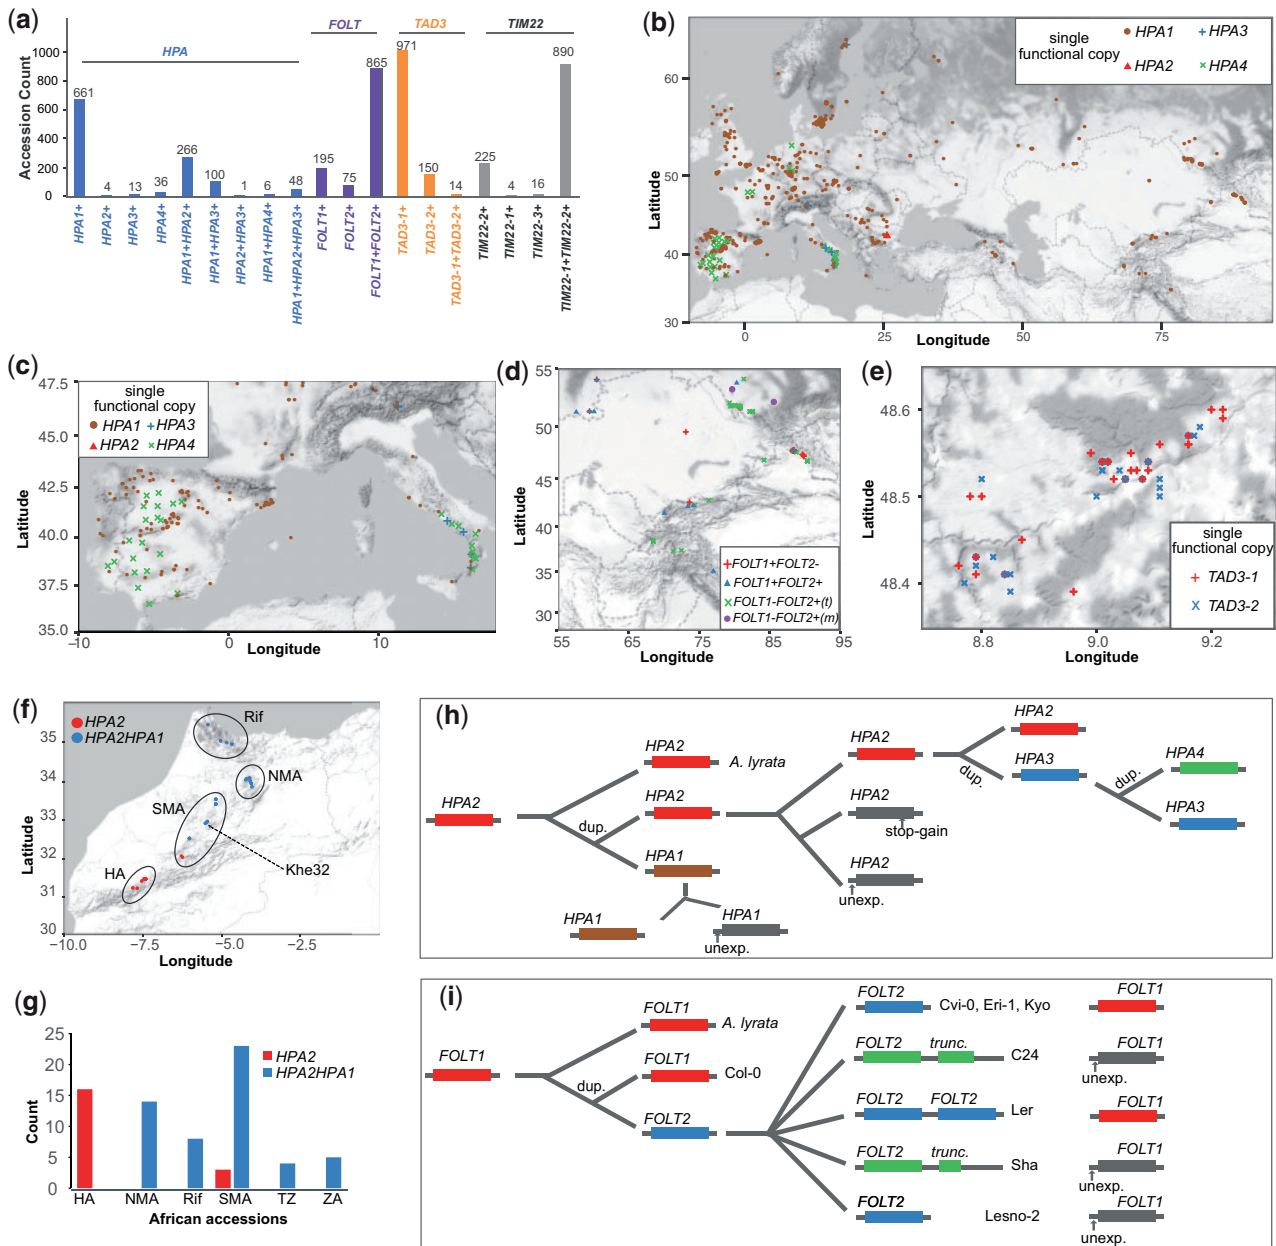 (a)
HPA
FOLT
TAD3
TIM22
Accession Count
1000
800
600
400
200
0
661
4
13
36
266
100
1
6
48
195
75
865
971
150
14
225
4
16
890
HPA1+
HPA2+
HPA3+
HPA4+
HPA1+HPA2+
HPA1+HPA3+
HPA2+HPA3+
HPA1+HPA4+
HPA1+HPA2+HPA3+
FOLT1+
FOLT2+
FOLT1+FOLT2+
TAD3-1+
TAD3-2+
TAD3-1+TAD3-2+
TIM22-2+
TIM22-1+
TIM22-3+
TIM22-1+TIM22-2+
(b)
single
functional copy
HPA1
HPA3
HPA2
HPA4
Latitude
60
50
40
30
0
25
50
75
Longitude
(c)
single
functional copy
HPA1
HPA3
HPA2
HPA4
Latitude
47.5
45.0
42.5
40.0
37.5
35.0
−10
0
10
Longitude
(d)
Latitude
55
50
45
40
35
30
FOLT1+FOLT2-
FOLT1+FOLT2+
FOLT1-FOLT2+(t)
FOLT1-FOLT2+(m)
55
65
75
85
95
Longitude
(e)
Latitude
48.6
48.5
48.4
single
functional copy
TAD3-1
TAD3-2
8.8
9.0
9.2
Longitude
(f)
HPA2
HPA2HPA1
Rif
NMA
SMA
HA
Khe32
Latitude
35
34
33
32
31
30
−10.0
−7.5
−5.0
−2.5
Longitude
(g)
HPA2
HPA2HPA1
Count
25
20
15
10
5
0
HA
NMA
Rif
SMA
TZ
ZA
African accessions
(h)
HPA2
HPA2
A. lyrata
dup.
HPA2
HPA1
HPA1
HPA1
unexp.
HPA2
HPA2
stop-gain
HPA2
unexp.
dup.
HPA2
HPA3
dup.
HPA4
HPA3
(i)
FOLT1
FOLT1
A. lyrata
dup.
FOLT1
Col-0
FOLT2
FOLT2
Cvi-0, Eri-1, Kyo
FOLT1
FOLT2
trunc.
C24
FOLT1
unexp.
FOLT2
FOLT2
Ler
FOLT1
FOLT2
trunc.
Sha
FOLT1
unexp.
FOLT2
Lesno-2
FOLT1
unexp.